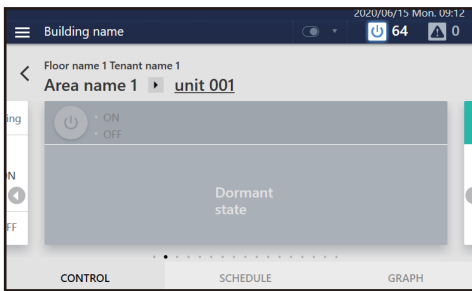 2020/06/15 Mon. 09:12
Building name
64
0
Floor name 1 Tenant name 1
Area name 1 unit 001
ing
ON
OFF
N
Dormant
state
FF
CONTROL SCHEDULE GRAPH